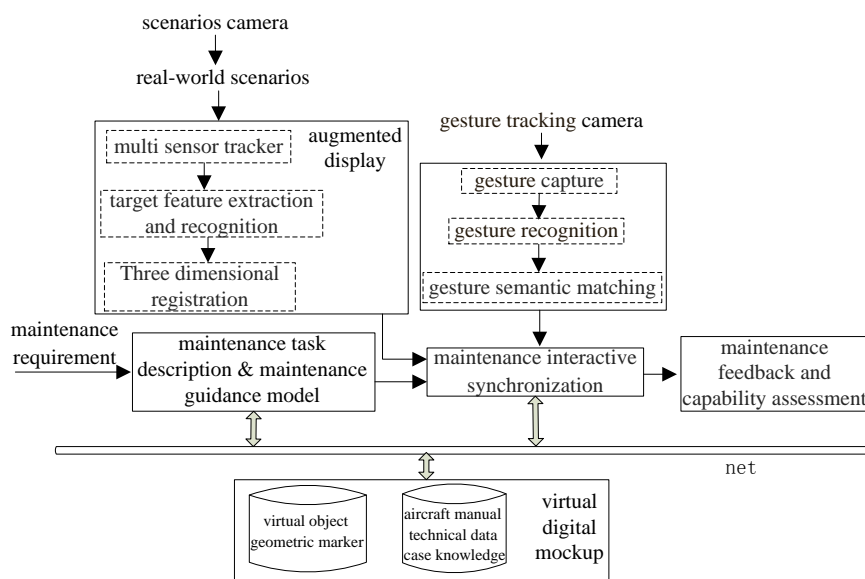 scenarios camera
real-world scenarios
multi sensor tracker
augmented
display
target feature extraction
and recognition
Three dimensional
registration
gesture tracking camera
gesture capture
gesture recognition
gesture semantic matching
maintenance
requirement
maintenance task
description & maintenance
guidance model
maintenance interactive
synchronization
maintenance
feedback and
capability assessment
net
virtual object
geometric marker
aircraft manual
technical data
case knowledge
virtual
digital
mockup